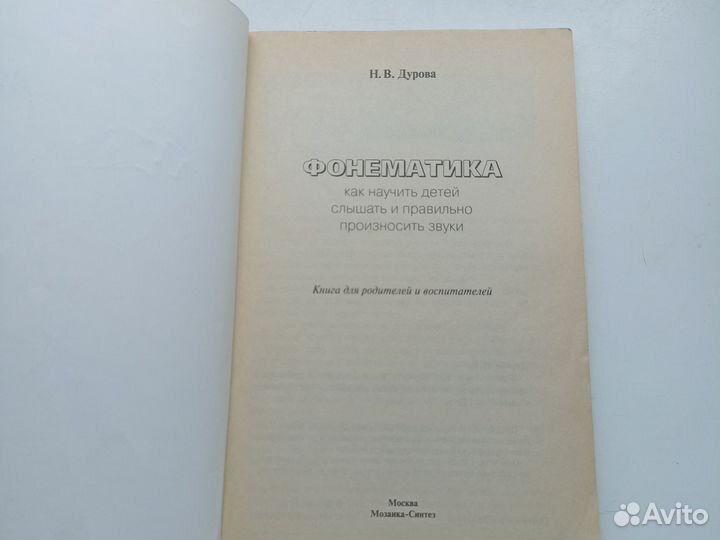 Н. В. Дурова
ФОНЕМАТИКА
как научить детей
слышать и правильно
произносить звуки
Книга для родителей и воспитателей
Москва
Мозаика-Синтез
Avito